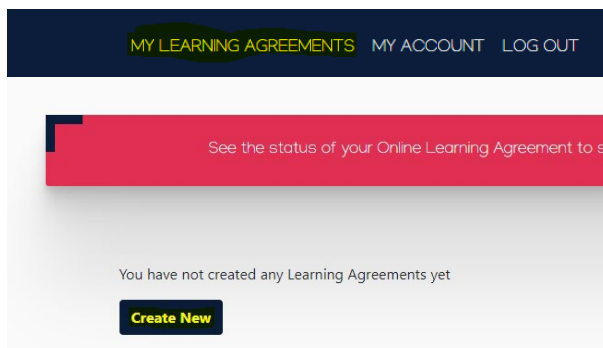 MY LEARNING AGREEMENTS MY ACCOUNT LOG OUT
See the status of your Online Learning Agreement to
You have not created any Learning Agreements yet
Create New